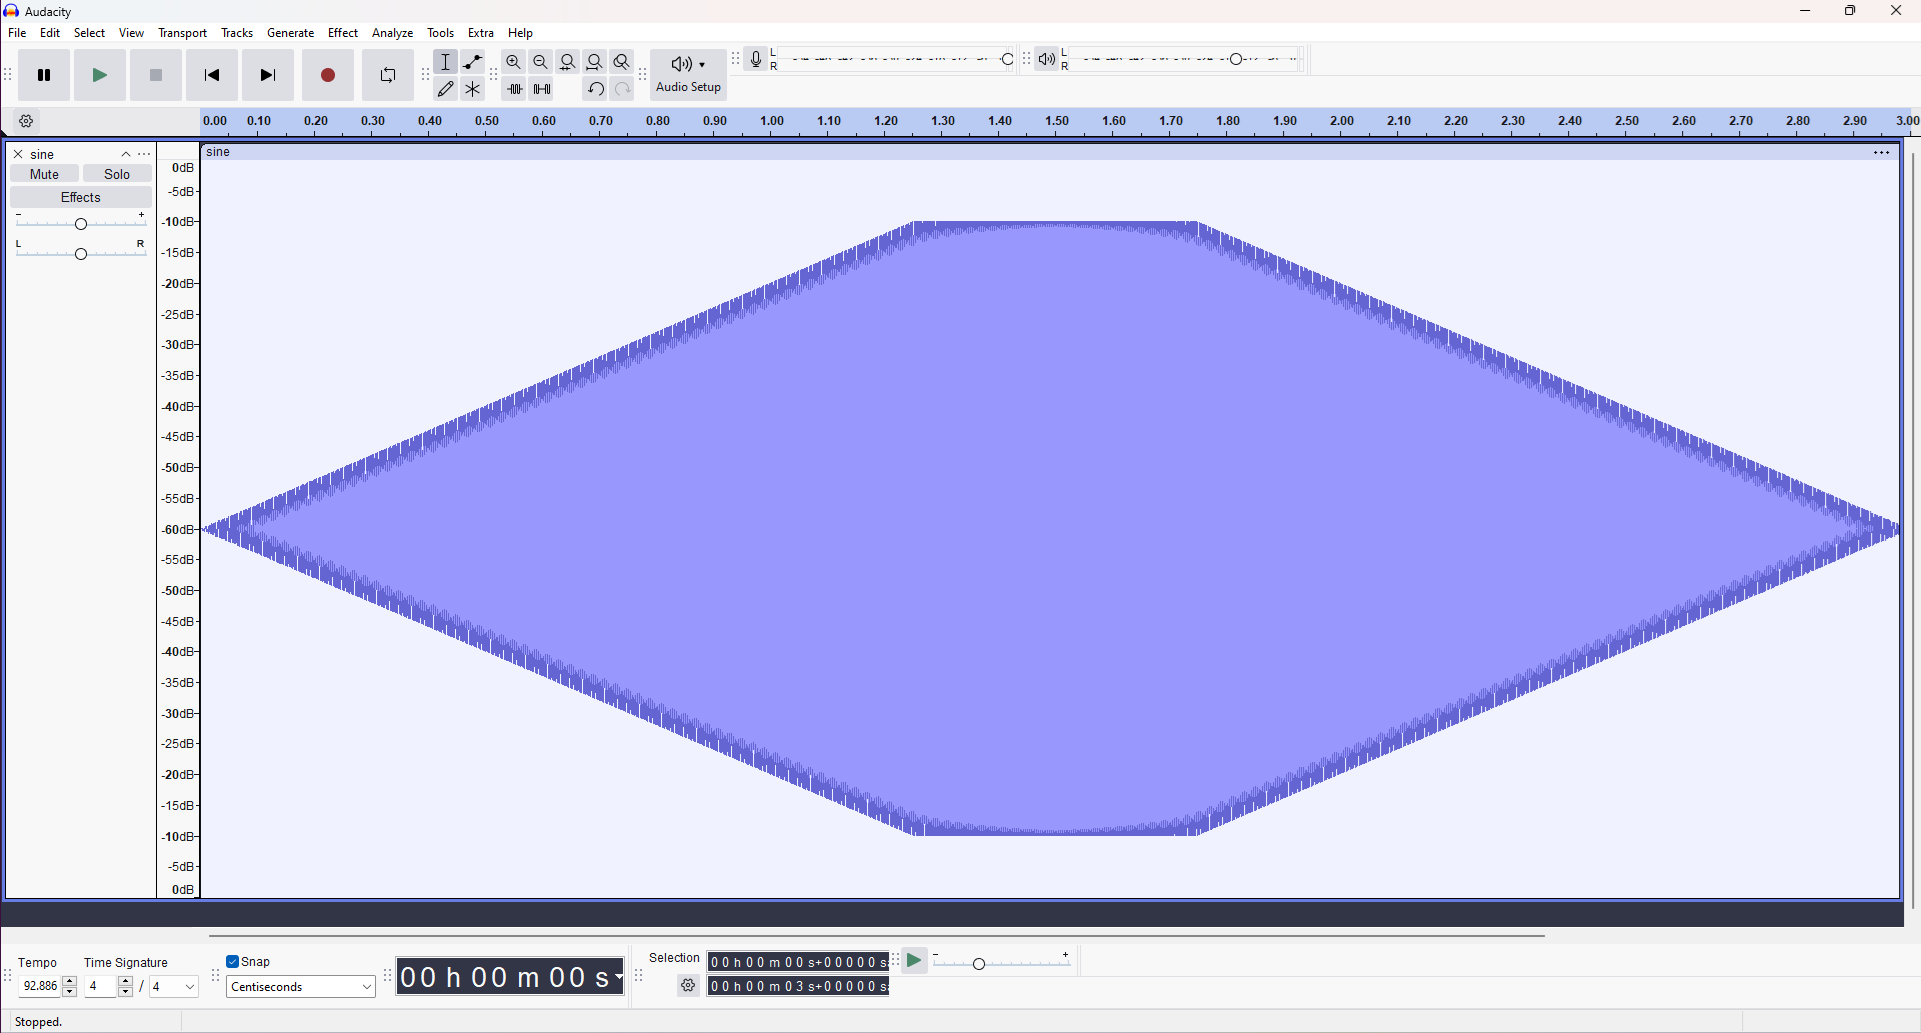 Audacity
File Edit Select View Transport Tracks Generate Effect Analyze Tools Extra Help
Audio Setup
L
R
L
R
0.00 0.10 0.20 0.30 0.40 0.50 0.60 0.70 0.80 0.90 1.00 1.10 1.20 1.30 1.40 1.50 1.60 1.70 1.80 1.90 2.00 2.10 2.20 2.30 2.40 2.50 2.60 2.70 2.80 2.90 3.00
sine
Mute Solo
Effects
- +
L R
sine
0dB
-5dB
-10dB
-15dB
-20dB
-25dB
-30dB
-35dB
-40dB
-45dB
-50dB
-55dB
-60dB
-55dB
-50dB
-45dB
-40dB
-35dB
-30dB
-25dB
-20dB
-15dB
-10dB
-5dB
0dB
Tempo
92.886
Time Signature
4 / 4
Snap
Centiseconds
00 h 00 m 00 s
Selection
00 h 00 m 00 s+00000 s
00 h 00 m 03 s+00000 s
- +
Stopped.